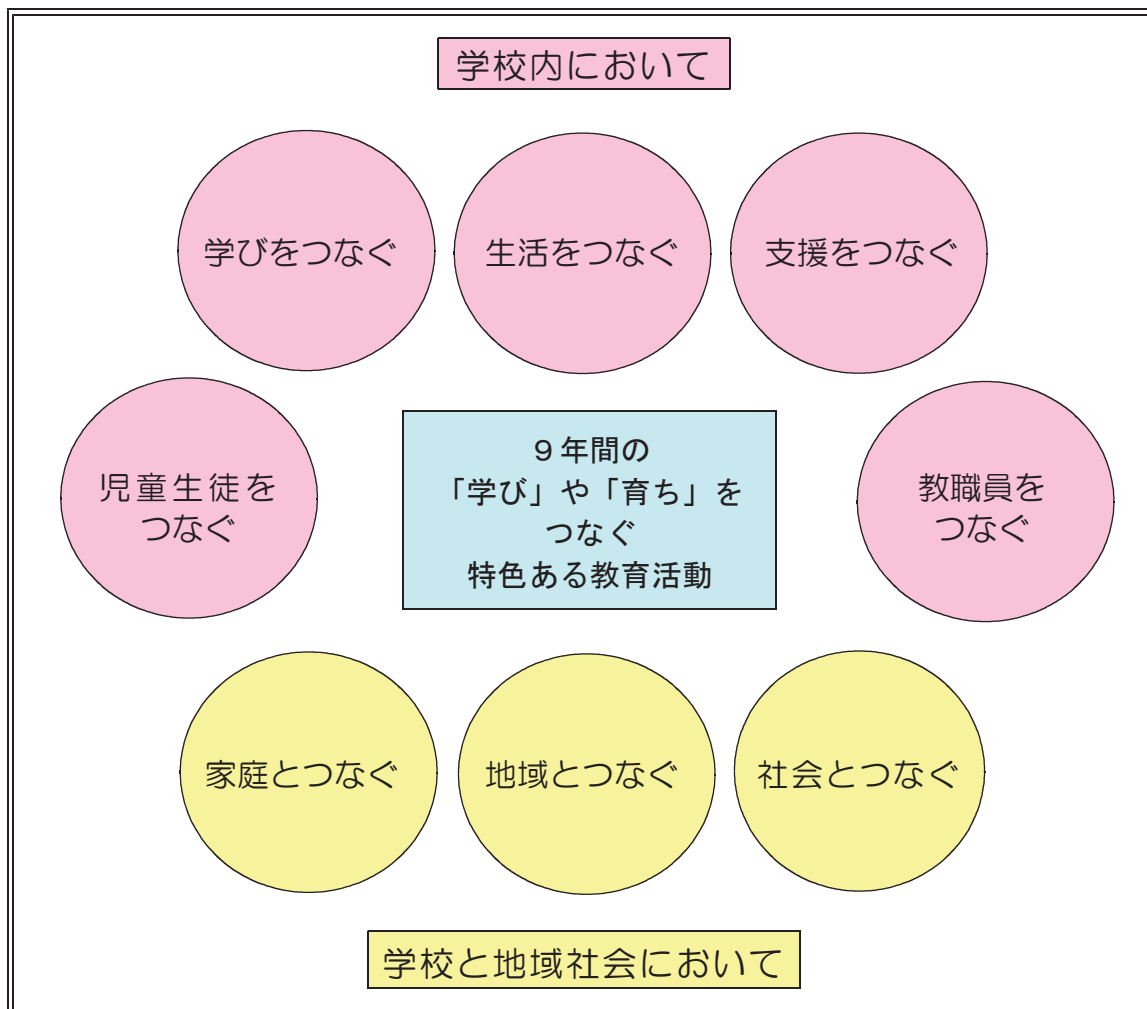 学校内において
学びをつなぐ
生活をつなぐ
支援をつなぐ
児童生徒を
つなぐ
9年間の
「学び」や「育ち」を
つなぐ
特色ある教育活動
教職員を
つなぐ
家庭とつなぐ
地域とつなぐ
社会とつなぐ
学校と地域社会において